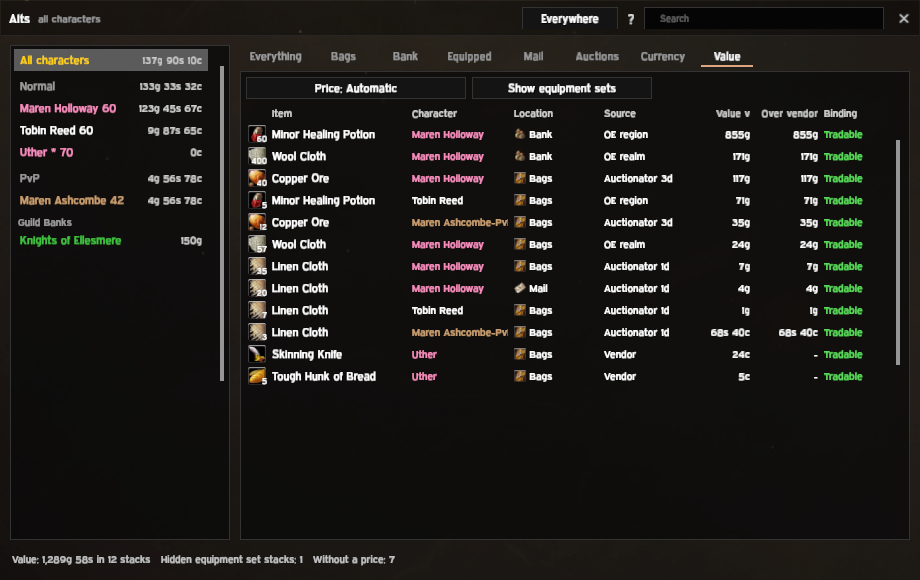 Alts all characters Everywhere ? Search
All characters 137g 90s 10c
Normal 133g 33s 32c
Maren Holloway 60 123g 45s 67c
Tobin Reed 60 9g 87s 65c
Uther * 70 0c
PvP 4g 56s 78c
Maren Ashcombe 42 4g 56s 78c
Guild Banks
Knights of Ellesmere 150g
Everything Bags Bank Equipped Mail Auctions Currency Value
Price: Automatic Show equipment sets
Item Character Location Source Value v Over vendor Binding
60 Minor Healing Potion Maren Holloway Bank OE region 855g 855g Tradable
400 Wool Cloth Maren Holloway Bank OE realm 171g 171g Tradable
40 Copper Ore Maren Holloway Bags Auctionator 3d 117g 117g Tradable
5 Minor Healing Potion Tobin Reed Bags OE region 71g 71g Tradable
12 Copper Ore Maren Ashcombe-Pv Bags Auctionator 3d 35g 35g Tradable
57 Wool Cloth Maren Holloway Bags OE realm 24g 24g Tradable
35 Linen Cloth Maren Holloway Bags Auctionator 1d 7g 7g Tradable
20 Linen Cloth Maren Holloway Mail Auctionator 1d 4g 4g Tradable
7 Linen Cloth Tobin Reed Bags Auctionator 1d 1g 1g Tradable
3 Linen Cloth Maren Ashcombe-Pv Bags Auctionator 1d 68s 40c 68s 40c Tradable
Skinning Knife Uther Bags Vendor 24c - Tradable
5 Tough Hunk of Bread Uther Bags Vendor 5c - Tradable
Value: 1,289g 58s in 12 stacks Hidden equipment set stacks: 1 Without a price: 7